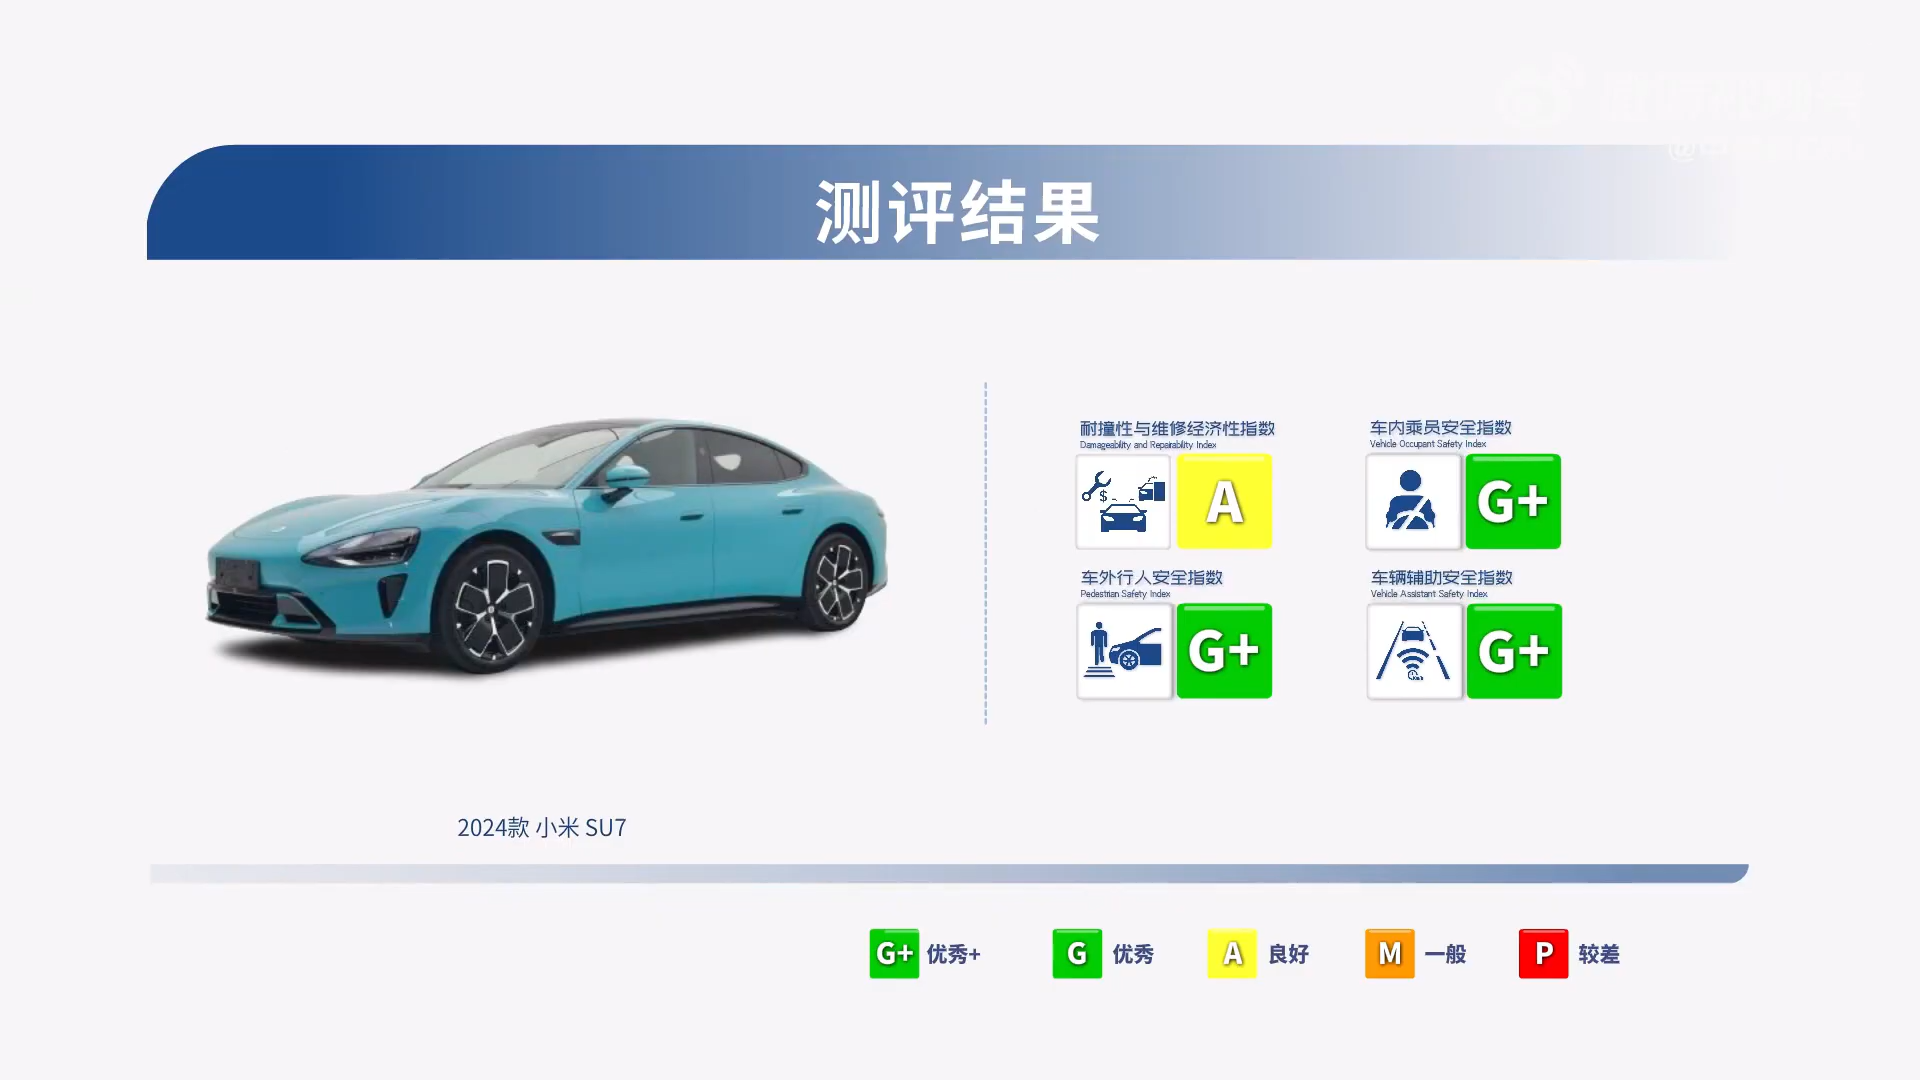 测评结果
耐撞性与维修经济性指数
Damageability and Repairability Index
A
车内乘员安全指数
Vehicle Occupant Safety Index
G+
车外行人安全指数
Pedestrian Safety Index
G+
车辆辅助安全指数
Vehicle Assistant Safety Index
G+
2024款 小米 SU7
G+ 优秀+
G 优秀
A 良好
M 一般
P 较差